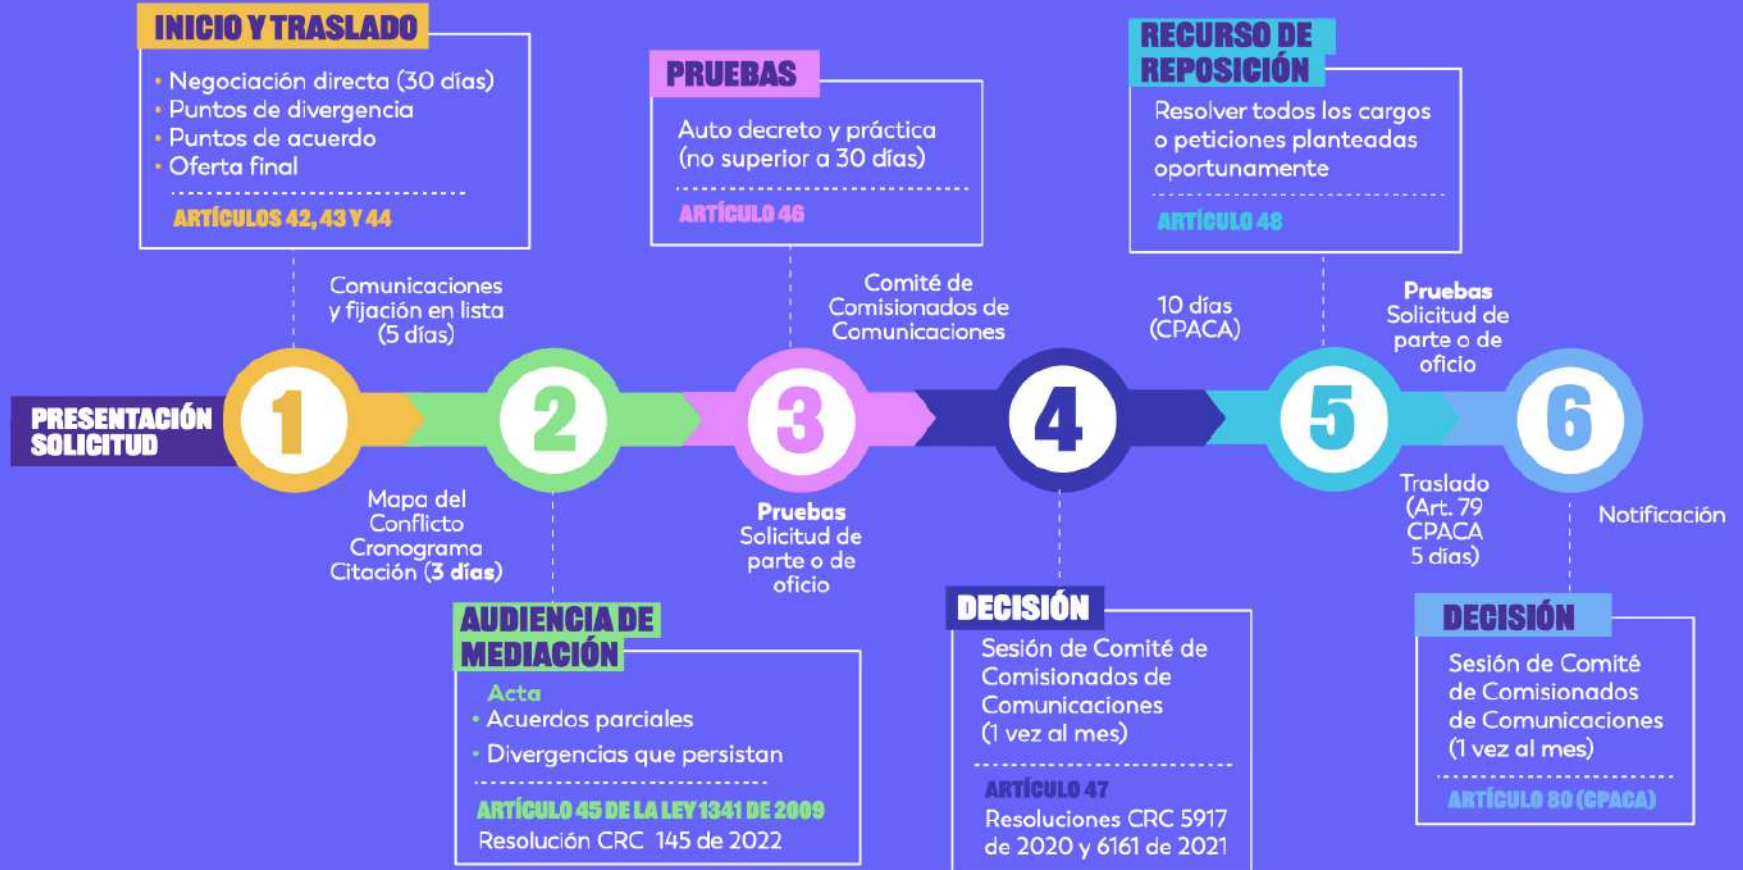 INICIO Y TRASLADO
• Negociación directa (30 días)
• Puntos de divergencia
• Puntos de acuerdo
• Oferta final
ARTÍCULOS 42, 43 Y 44
PRUEBAS
Auto decreto y práctica
(no superior a 30 días)
ARTÍCULO 46
RECURSO DE
REPOSICIÓN
Resolver todos los cargos
o peticiones planteadas
oportunamente
ARTÍCULO 48
Comunicaciones
y fijación en lista
(5 días)
Comité de
Comisionados de
Comunicaciones
10 días
(CPACA)
Pruebas
Solicitud de
parte o de
oficio
PRESENTACIÓN
SOLICITUD
1
2
3
4
5
6
Mapa del
Conflicto
Cronograma
Citación (3 días)
Pruebas
Solicitud de
parte o de
oficio
Traslado
(Art. 79
CPACA
5 días)
Notificación
AUDIENCIA DE
MEDIACIÓN
Acta
• Acuerdos parciales
• Divergencias que persistan
ARTÍCULO 45 DE LA LEY 1341 DE 2009
Resolución CRC 145 de 2022
DECISIÓN
Sesión de Comité de
Comisionados de
Comunicaciones
(1 vez al mes)
ARTÍCULO 47
Resoluciones CRC 5917
de 2020 y 6161 de 2021
DECISIÓN
Sesión de Comité
de Comisionados
de Comunicaciones
(1 vez al mes)
ARTÍCULO 80 (CPACA)